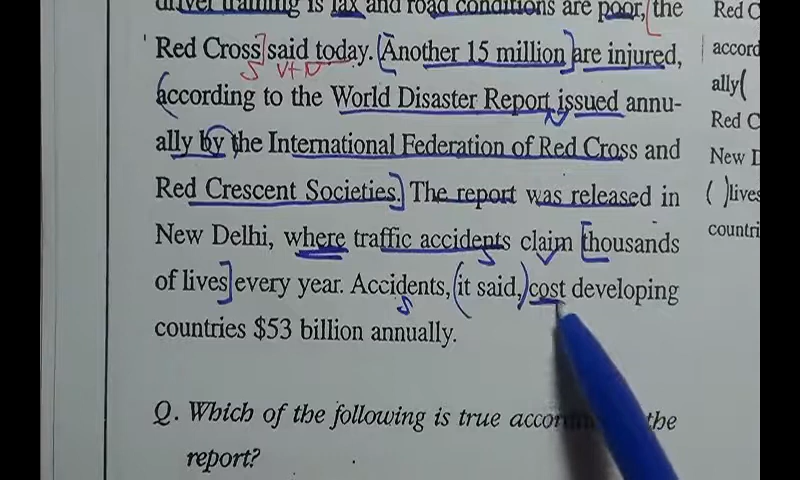 driver training is lax and road conditions are poor, the
Red Cross said today. Another 15 million are injured,
S V+N
according to the World Disaster Report issued annu-
ally by the International Federation of Red Cross and
Red Crescent Societies. The report was released in
New Delhi, where traffic accidents claim thousands
S
of lives every year. Accidents, it said, cost developing
S
countries $53 billion annually.
Q. Which of the following is true the
report?
Red C
accord
ally(
Red C
New D
( )lives
countri